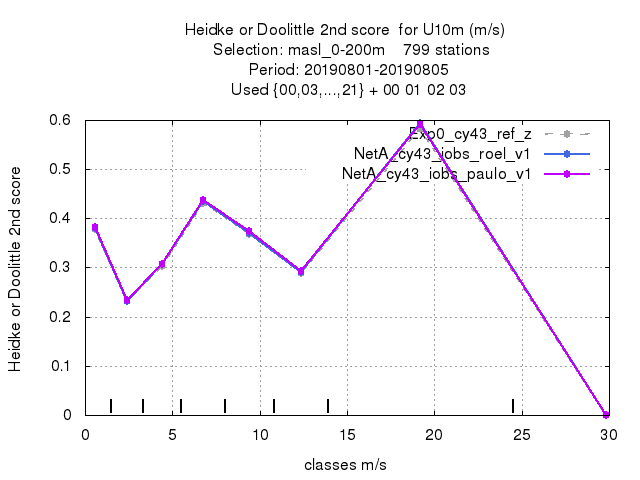 Heidke or Doolittle 2nd score  for U10m (m/s)
Selection: masl_0-200m    799 stations
Period: 20190801-20190805
Used {00,03,...,21} + 00 01 02 03
Exp0_cy43_ref_z
NetA_cy43_iobs_roel_v1
NetA_cy43_iobs_paulo_v1
Heidke or Doolittle 2nd score
0.6
0.5
0.4
0.3
0.2
0.1
0
0 5 10 15 20 25 30
classes m/s